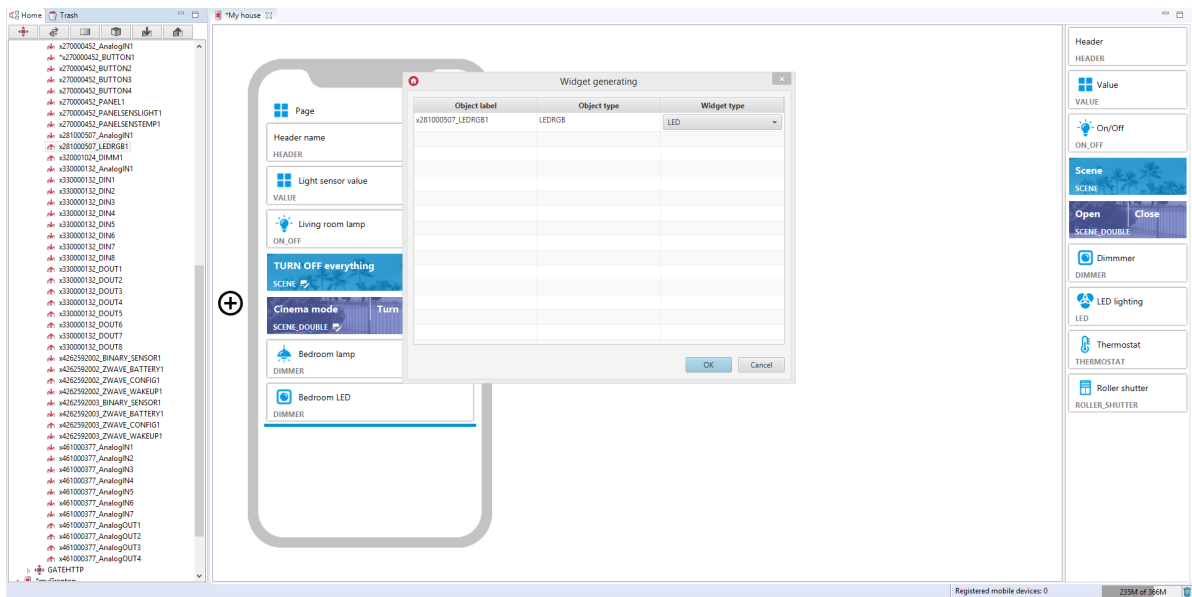 Home
Trash
*My house
x270000452_AnalogIN1
*x270000452_BUTTON1
x270000452_BUTTON2
x270000452_BUTTON3
x270000452_BUTTON4
x270000452_PANEL1
x270000452_PANELSENSLIGHT1
x270000452_PANELSENSTEMP1
x281000507_AnalogIN1
x281000507_LEDRGB1
x320001024_DIMM1
x330000132_AnalogIN1
x330000132_DIN1
x330000132_DIN2
x330000132_DIN3
x330000132_DIN4
x330000132_DIN5
x330000132_DIN6
x330000132_DIN7
x330000132_DIN8
x330000132_DOUT1
x330000132_DOUT2
x330000132_DOUT3
x330000132_DOUT4
x330000132_DOUT5
x330000132_DOUT6
x330000132_DOUT7
x330000132_DOUT8
x4262592002_BINARY_SENSOR1
x4262592002_ZWAVE_BATTERY1
x4262592002_ZWAVE_CONFIG1
x4262592002_ZWAVE_WAKEUP1
x4262592003_BINARY_SENSOR1
x4262592003_ZWAVE_BATTERY1
x4262592003_ZWAVE_CONFIG1
x4262592003_ZWAVE_WAKEUP1
x461000377_AnalogIN1
x461000377_AnalogIN2
x461000377_AnalogIN3
x461000377_AnalogIN4
x461000377_AnalogIN5
x461000377_AnalogIN6
x461000377_AnalogIN7
x461000377_AnalogOUT1
x461000377_AnalogOUT2
x461000377_AnalogOUT3
x461000377_AnalogOUT4
GATEHTTP
Page
Header name
HEADER
Light sensor value
VALUE
Living room lamp
ON_OFF
TURN OFF everything
SCENE
Cinema mode
Turn
SCENE_DOUBLE
Bedroom lamp
DIMMER
Bedroom LED
DIMMER
Widget generating
Object label
Object type
Widget type
x281000507_LEDRGB1
LEDRGB
LED
OK
Cancel
Header
HEADER
Value
VALUE
On/Off
ON_OFF
Scene
SCENE
Open
Close
SCENE_DOUBLE
Dimmmer
DIMMER
LED lighting
LED
Thermostat
THERMOSTAT
Roller shutter
ROLLER_SHUTTER
Registered mobile devices: 0
235M of 366M